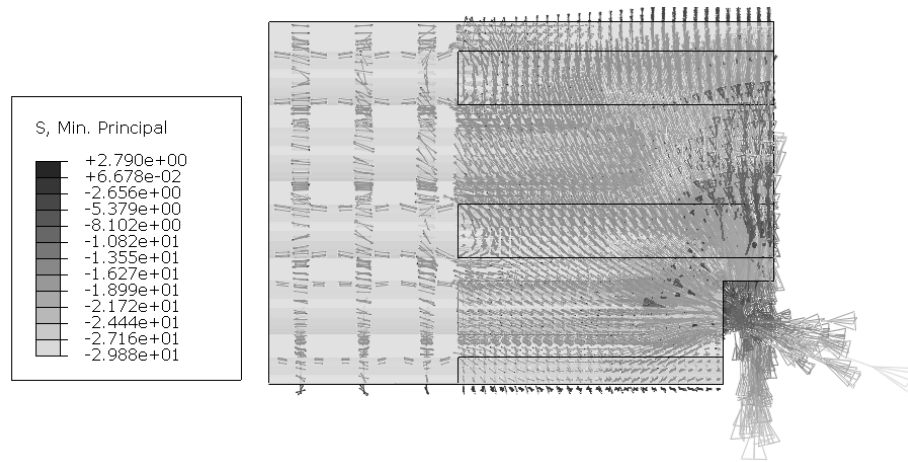 S, Min. Principal
+2.790e+00
+6.678e-02
-2.656e+00
-5.379e+00
-8.102e+00
-1.082e+01
-1.355e+01
-1.627e+01
-1.899e+01
-2.172e+01
-2.444e+01
-2.716e+01
-2.988e+01